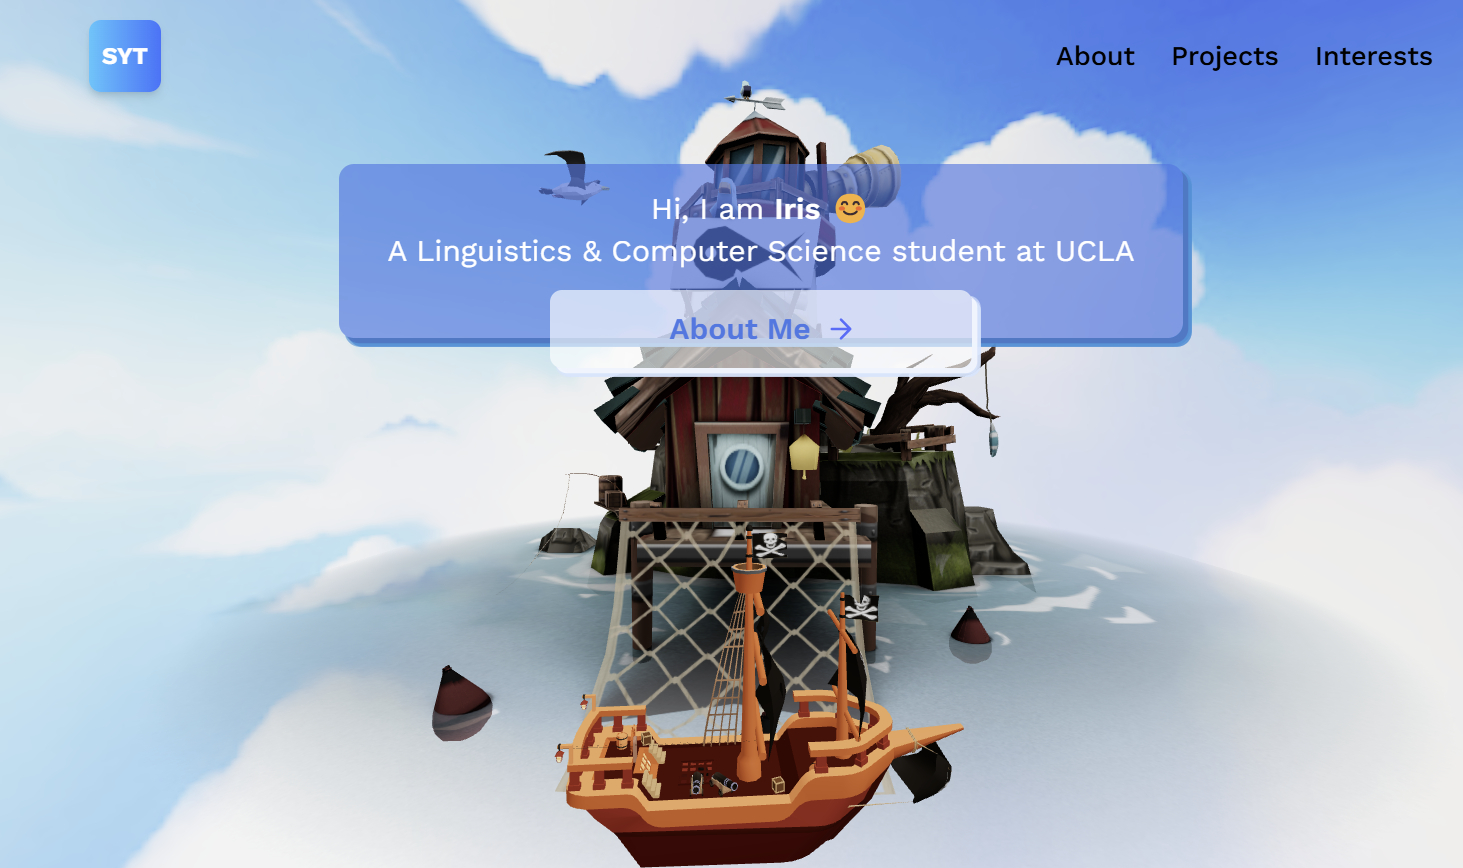 SYT
About Projects Interests
Hi, I am Iris 😊
A Linguistics & Computer Science student at UCLA
About Me →